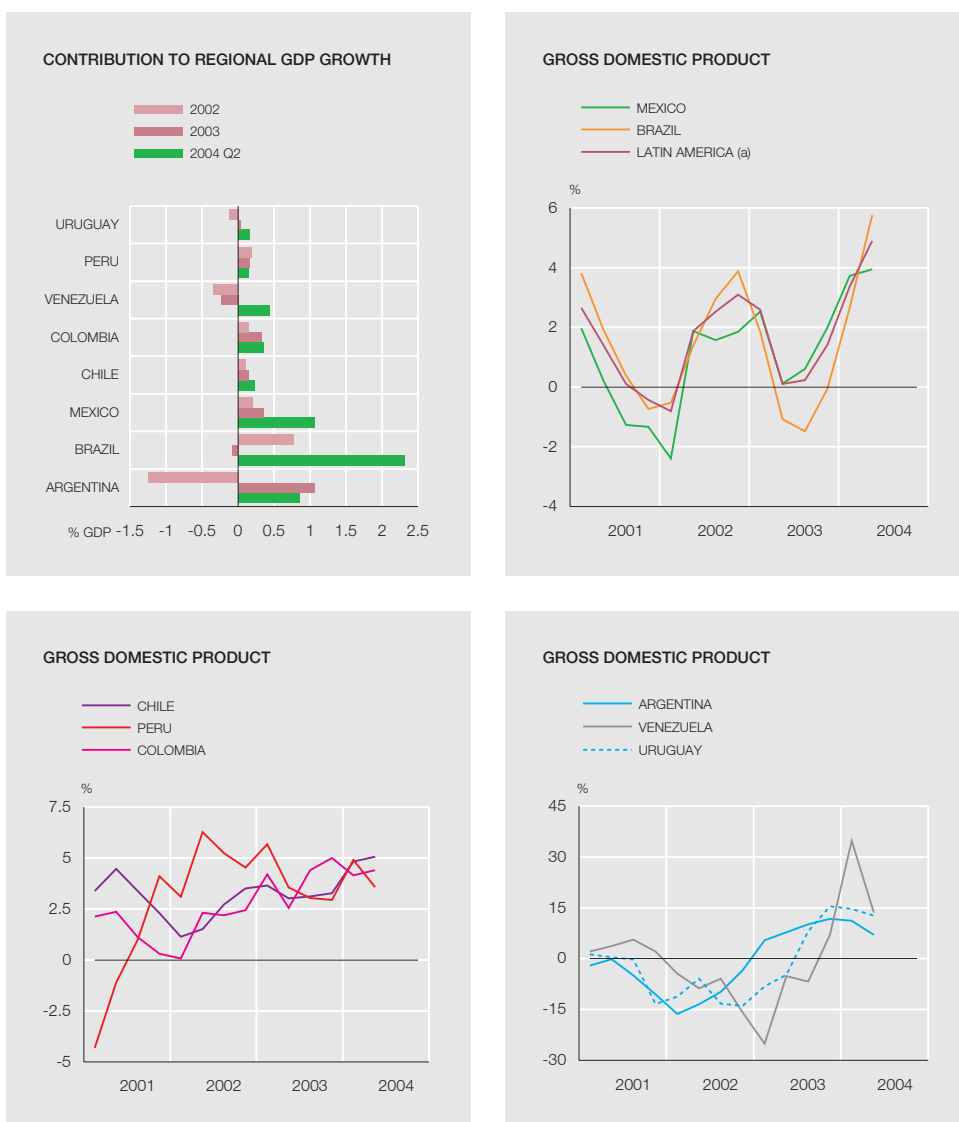 CONTRIBUTION TO REGIONAL GDP GROWTH
2002
2003
2004 Q2
URUGUAY
PERU
VENEZUELA
COLOMBIA
CHILE
MEXICO
BRAZIL
ARGENTINA
% GDP -1.5 -1 -0.5 0 0.5 1 1.5 2 2.5
GROSS DOMESTIC PRODUCT
MEXICO
BRAZIL
LATIN AMERICA (a)
%
6
4
2
0
-2
-4
2001 2002 2003 2004
GROSS DOMESTIC PRODUCT
CHILE
PERU
COLOMBIA
%
7.5
5
2.5
0
-2.5
-5
2001 2002 2003 2004
GROSS DOMESTIC PRODUCT
ARGENTINA
VENEZUELA
URUGUAY
%
45
30
15
0
-15
-30
2001 2002 2003 2004